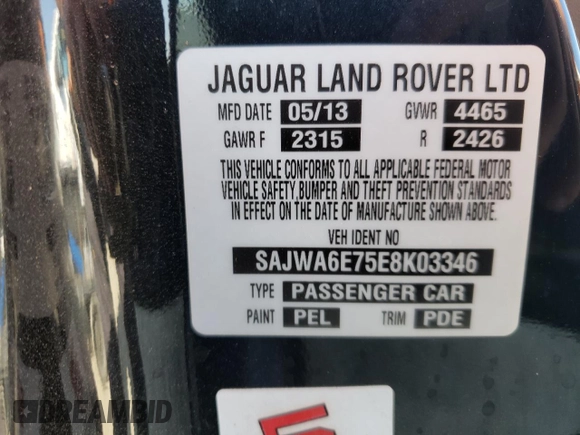 JAGUAR LAND ROVER LTD
MFD DATE 05/13 GVWR 4465
GAWR F 2315 R 2426
THIS VEHICLE CONFORMS TO ALL APPLICABLE FEDERAL MOTOR
VEHICLE SAFETY,BUMPER AND THEFT PREVENTION STANDARDS
IN EFFECT ON THE DATE OF MANUFACTURE SHOWN ABOVE.
VEH IDENT NO
SAJWA6E75E8K03346
TYPE PASSENGER CAR
PAINT PEL TRIM PDE
DREAMBID